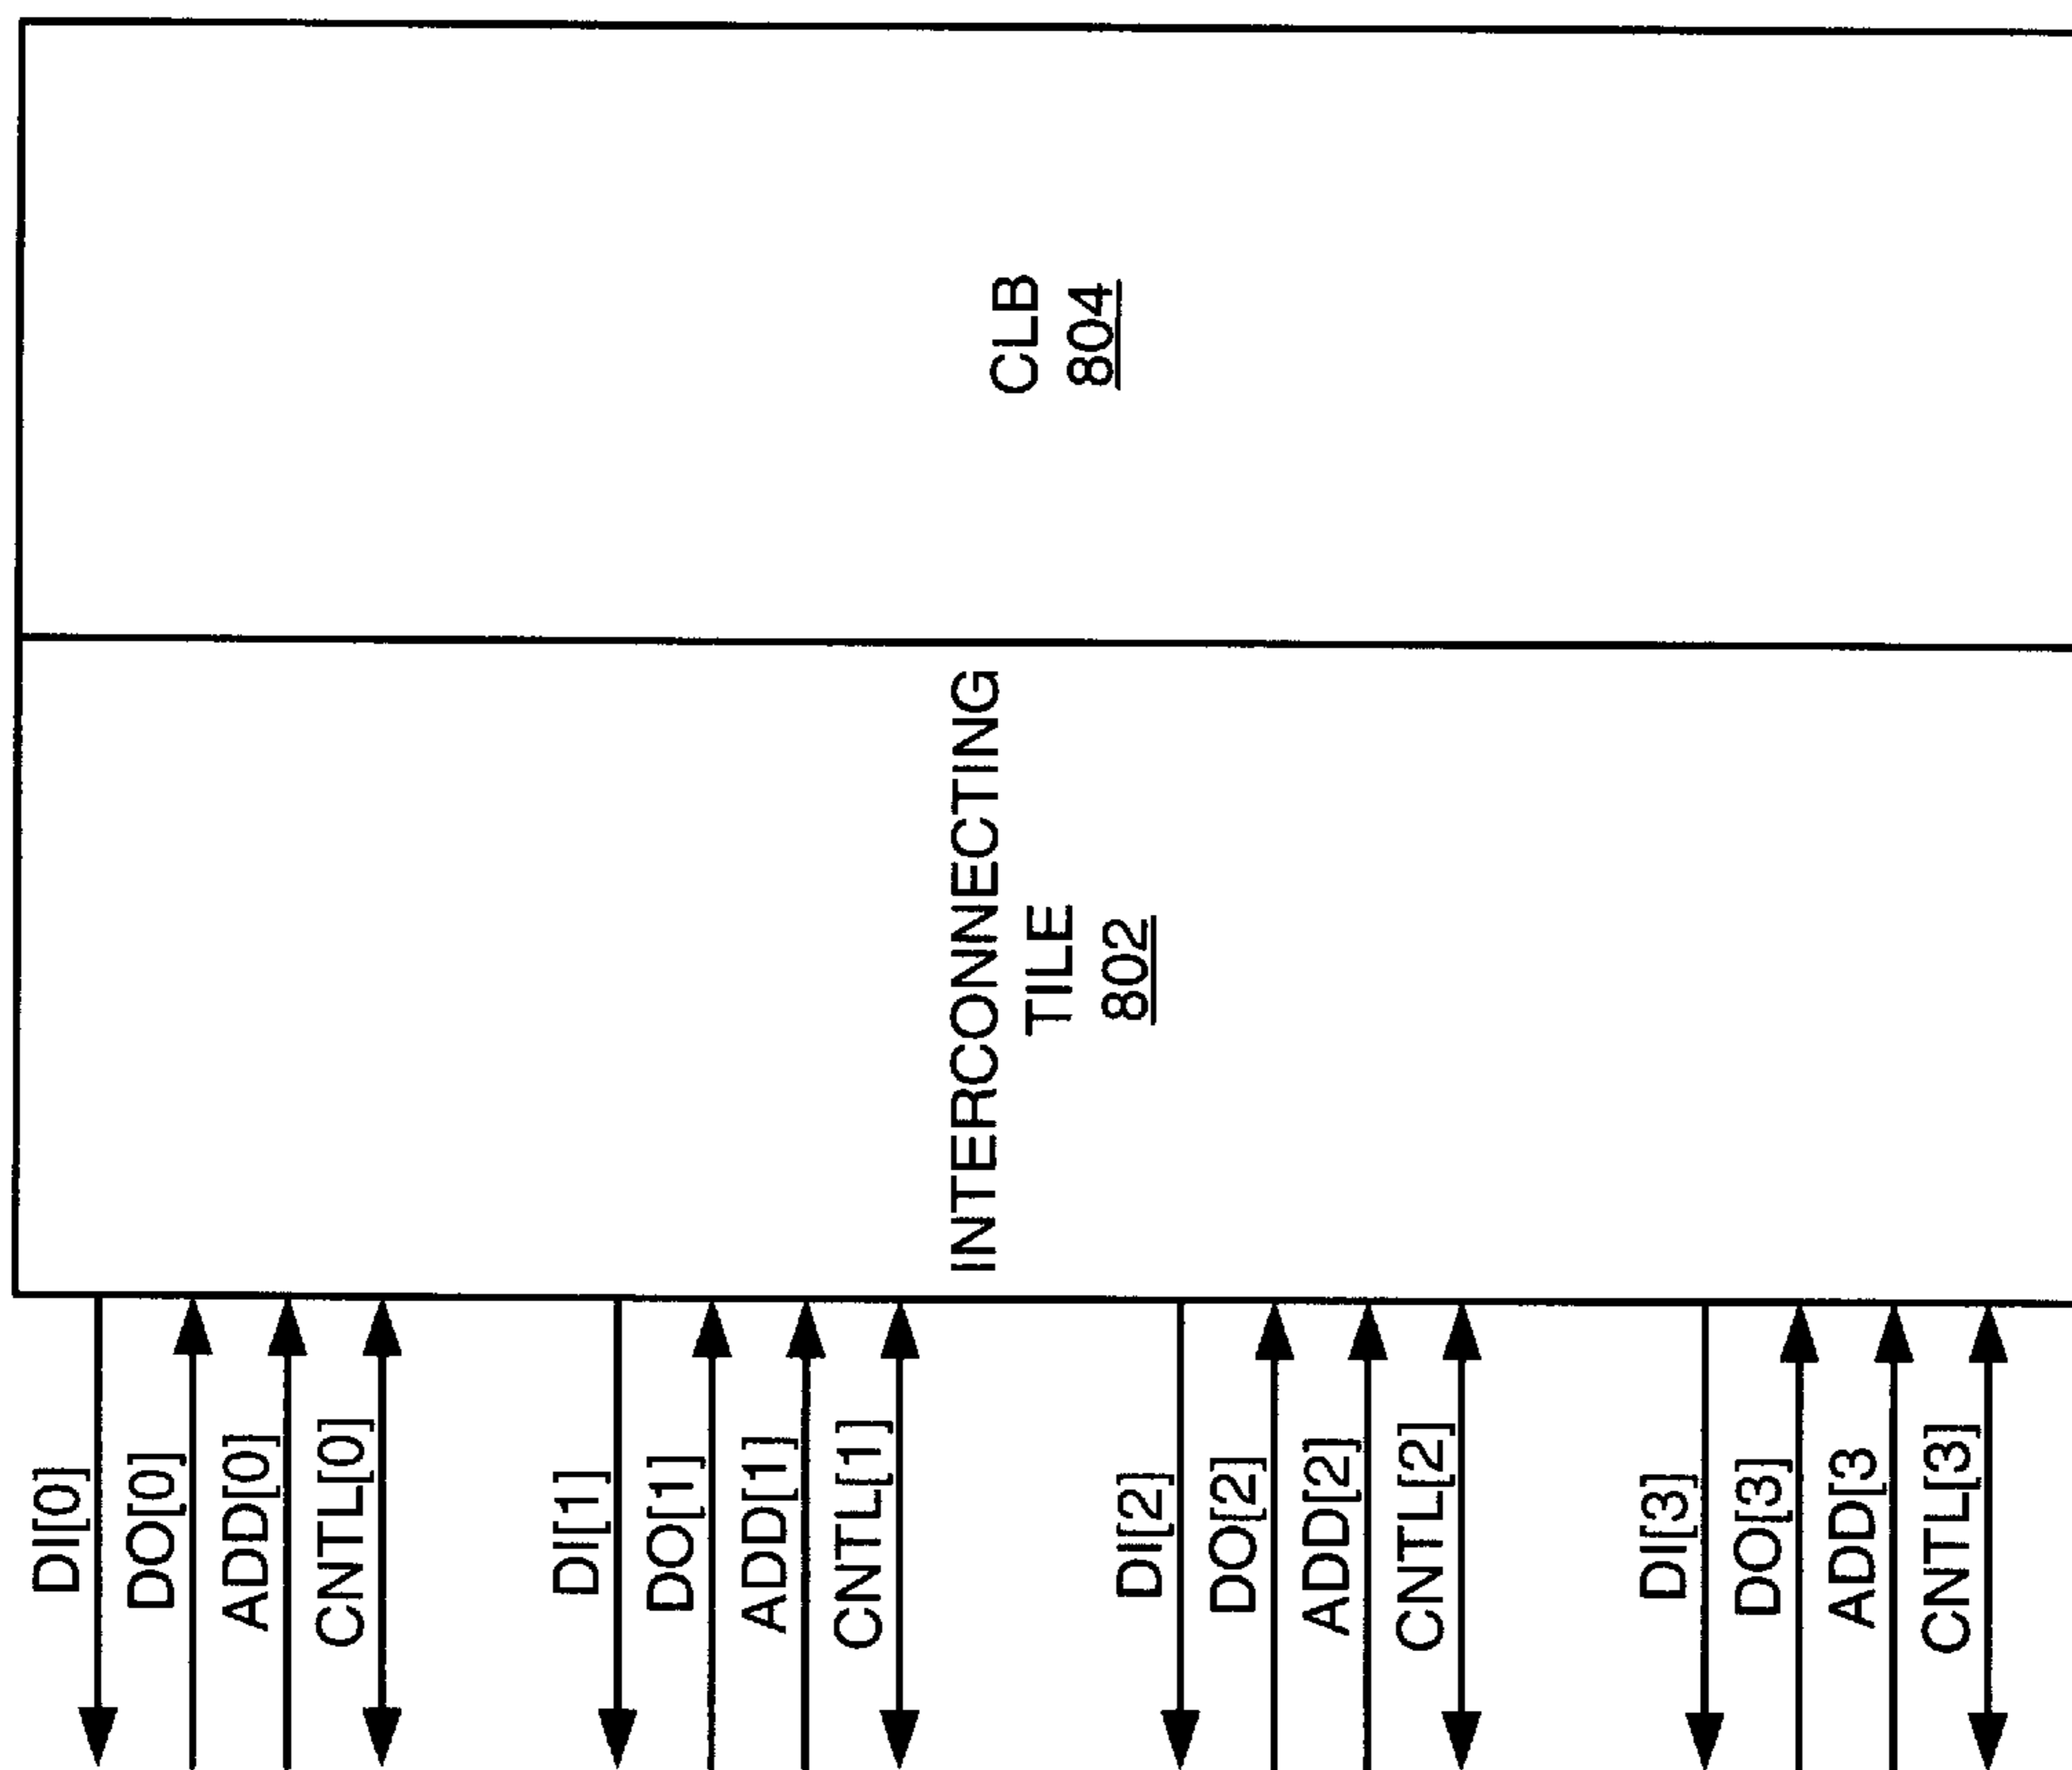 CLB
804
INTERCONNECTING
TILE
802
DI[0]
DO[0]
ADD[0]
CNTL[0]
DI[1]
DO[1]
ADD[1]
CNTL[1]
DI[2]
DO[2]
ADD[2]
CNTL[2]
DI[3]
DO[3]
ADD[3
CNTL[3]